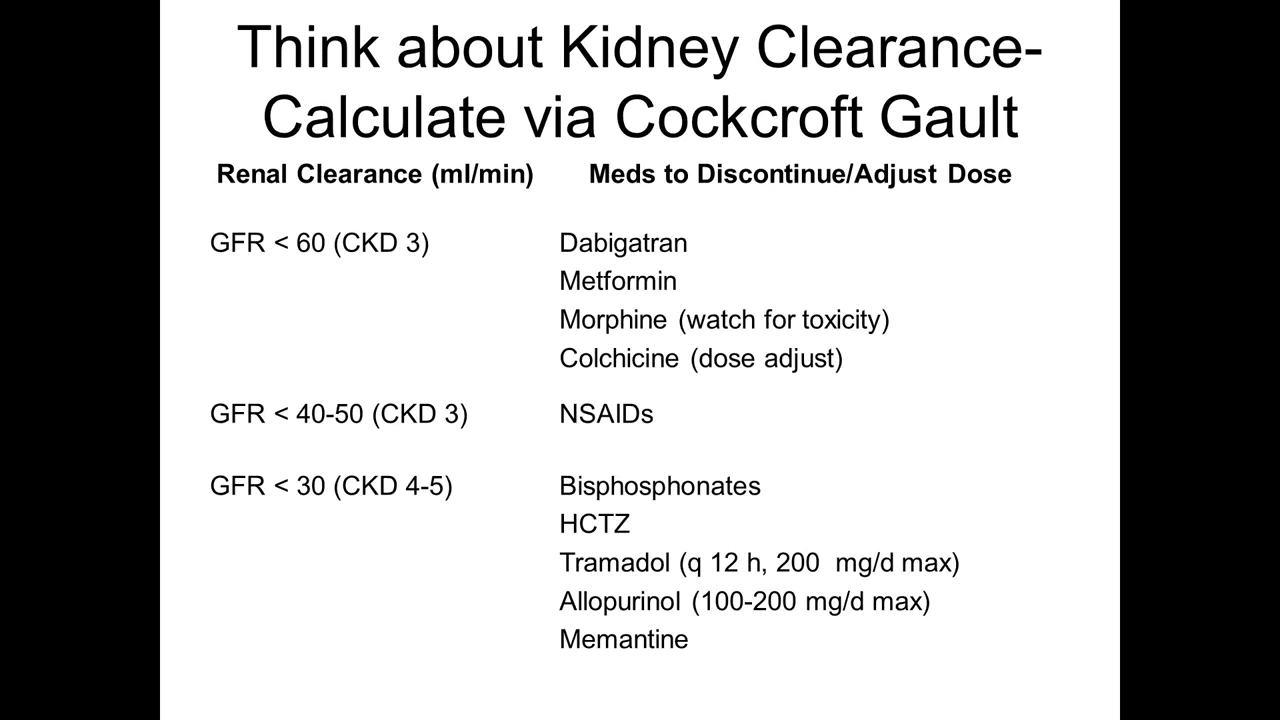 Think about Kidney Clearance-
Calculate via Cockcroft Gault
Renal Clearance (ml/min) Meds to Discontinue/Adjust Dose
GFR < 60 (CKD 3) Dabigatran
Metformin
Morphine (watch for toxicity)
Colchicine (dose adjust)
GFR < 40-50 (CKD 3) NSAIDs
GFR < 30 (CKD 4-5) Bisphosphonates
HCTZ
Tramadol (q 12 h, 200 mg/d max)
Allopurinol (100-200 mg/d max)
Memantine